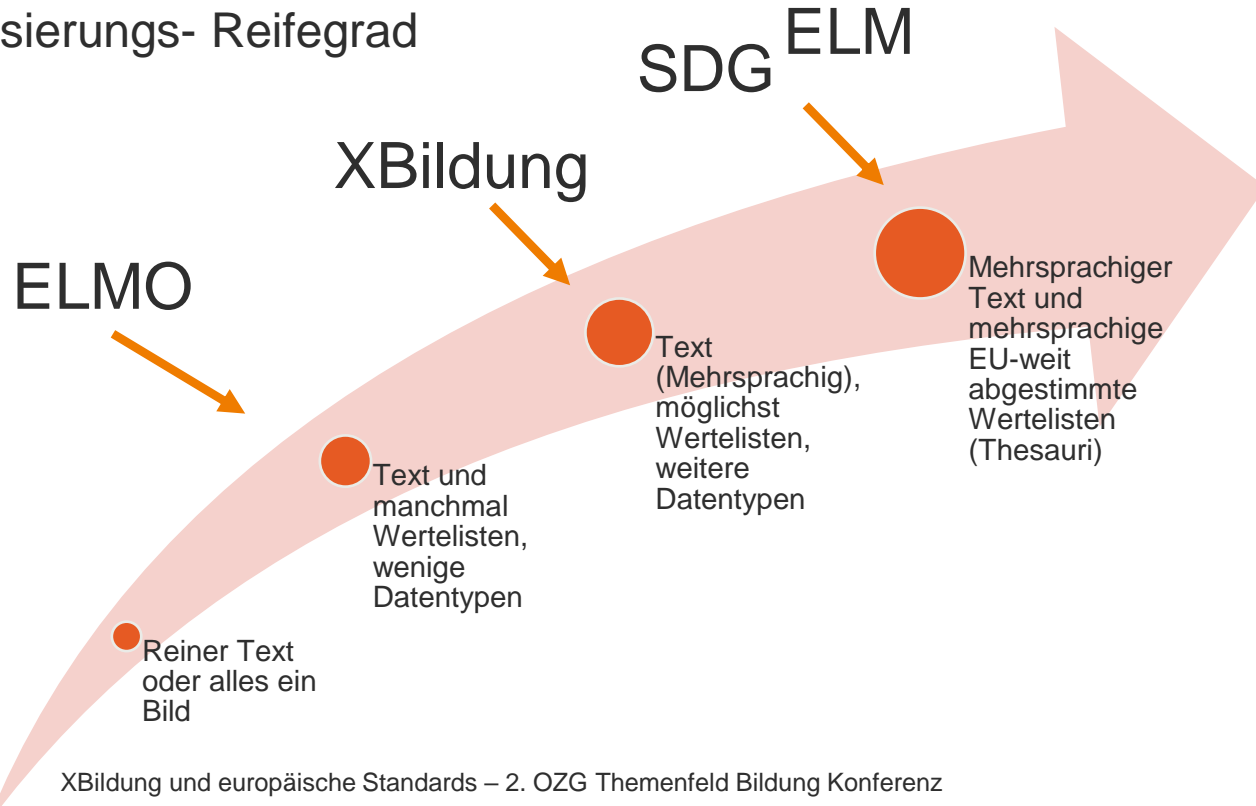 sierungs- Reifegrad
SDG ELM
XBildung
ELMO
Mehrsprachiger
Text und
mehrsprachige
EU-weit
abgestimmte
Wertelisten
(Thesauri)
Text
(Mehrsprachig),
möglichst
Wertelisten,
weitere
Datentypen
Text und
manchmal
Wertelisten,
wenige
Datentypen
Reiner Text
oder alles ein
Bild
XBildung und europäische Standards – 2. OZG Themenfeld Bildung Konferenz